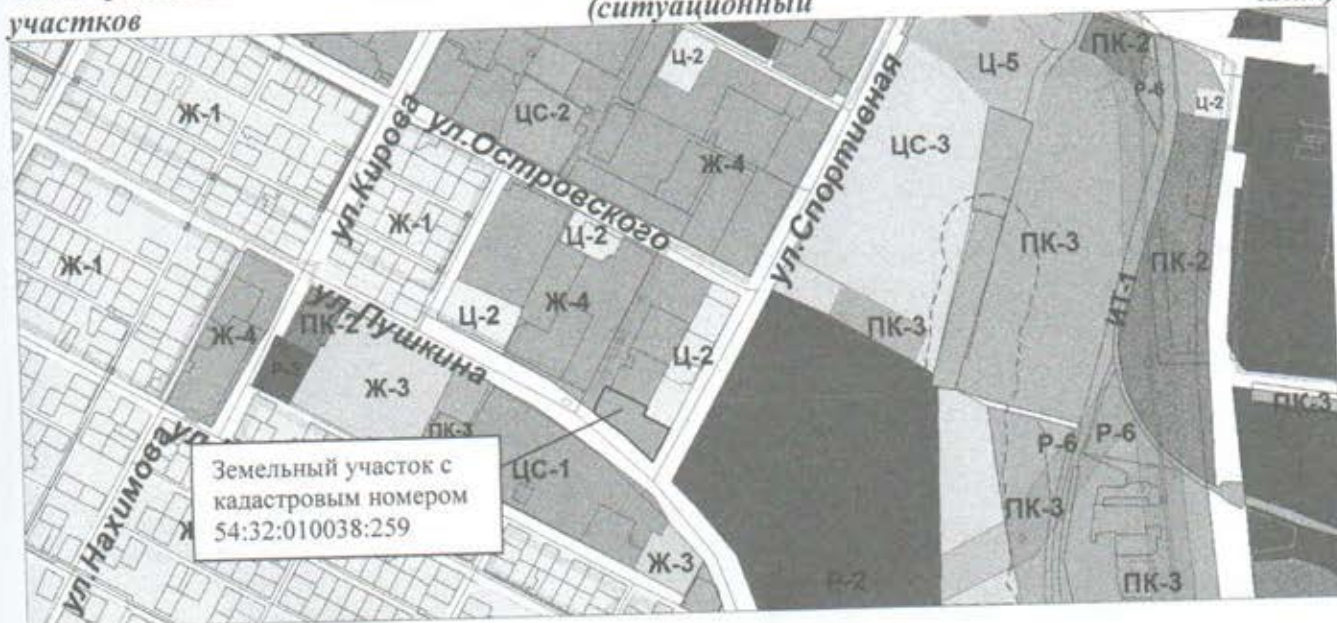 (ситуационный
участков
Ц-2
Ц-5
ПК-2
Р-6
Ц-2
Ж-1
ЦС-2
ул.Кирова
ул.Островского
Ж-4
ул.Спортивная
ЦС-3
Ж-1
Ц-2
ПК-3
ПК-2
Ж-1
Ж-4
Ц-2
ИТ-1
ул.Пушкина
ПК-2
Ж-4
Ц-2
ПК-3
Ж-3
ПК-3
ПК-3
Р-6
Р-6
ЦС-1
ул.Нахимова
Земельный участок с
кадастровым номером
54:32:010038:259
ПК-3
Ж-3
Р-2
ПК-3